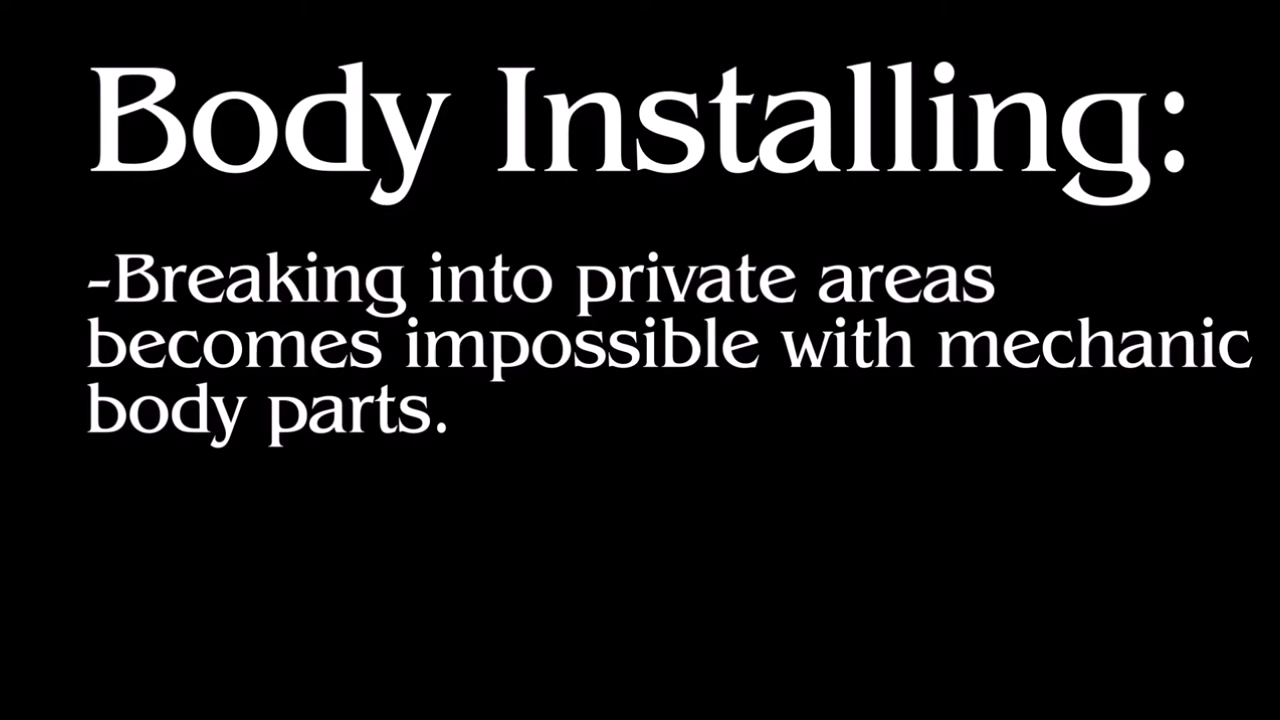 Body Installing:
-Breaking into private areas
becomes impossible with mechanic
body parts.